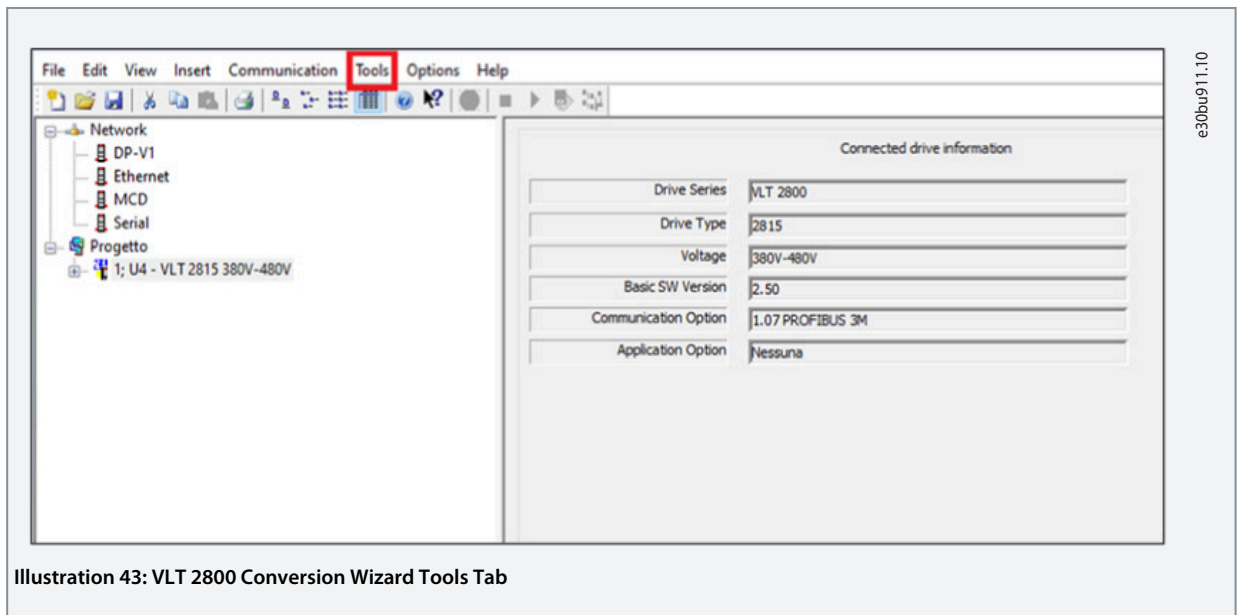 File Edit View Insert Communication Tools Options Help
Network
DP-V1
Ethernet
MCD
Serial
Progetto
1; U4 - VLT 2815 380V-480V
Connected drive information
Drive Series VLT 2800
Drive Type 2815
Voltage 380V-480V
Basic SW Version 2.50
Communication Option 1.07 PROFIBUS 3M
Application Option Nessuna
e30bu911.10
Illustration 43: VLT 2800 Conversion Wizard Tools Tab